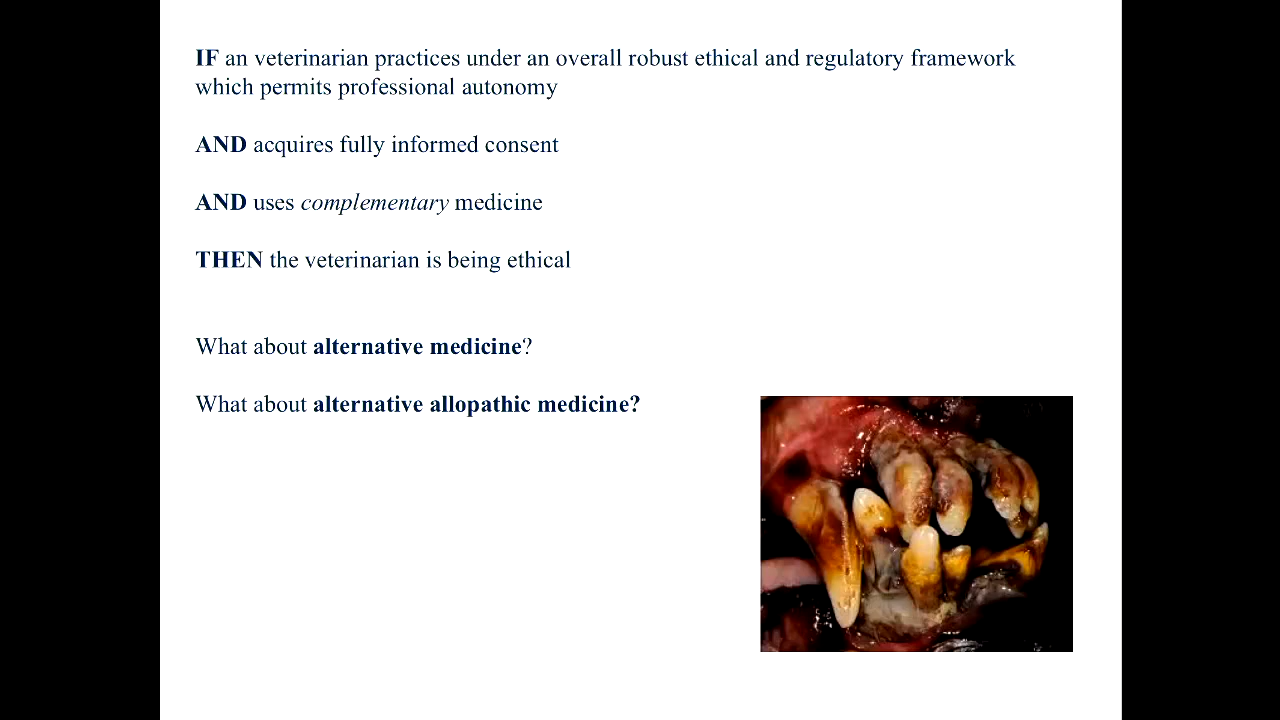 IF an veterinarian practices under an overall robust ethical and regulatory framework
which permits professional autonomy
AND acquires fully informed consent
AND uses complementary medicine
THEN the veterinarian is being ethical
What about alternative medicine?
What about alternative allopathic medicine?